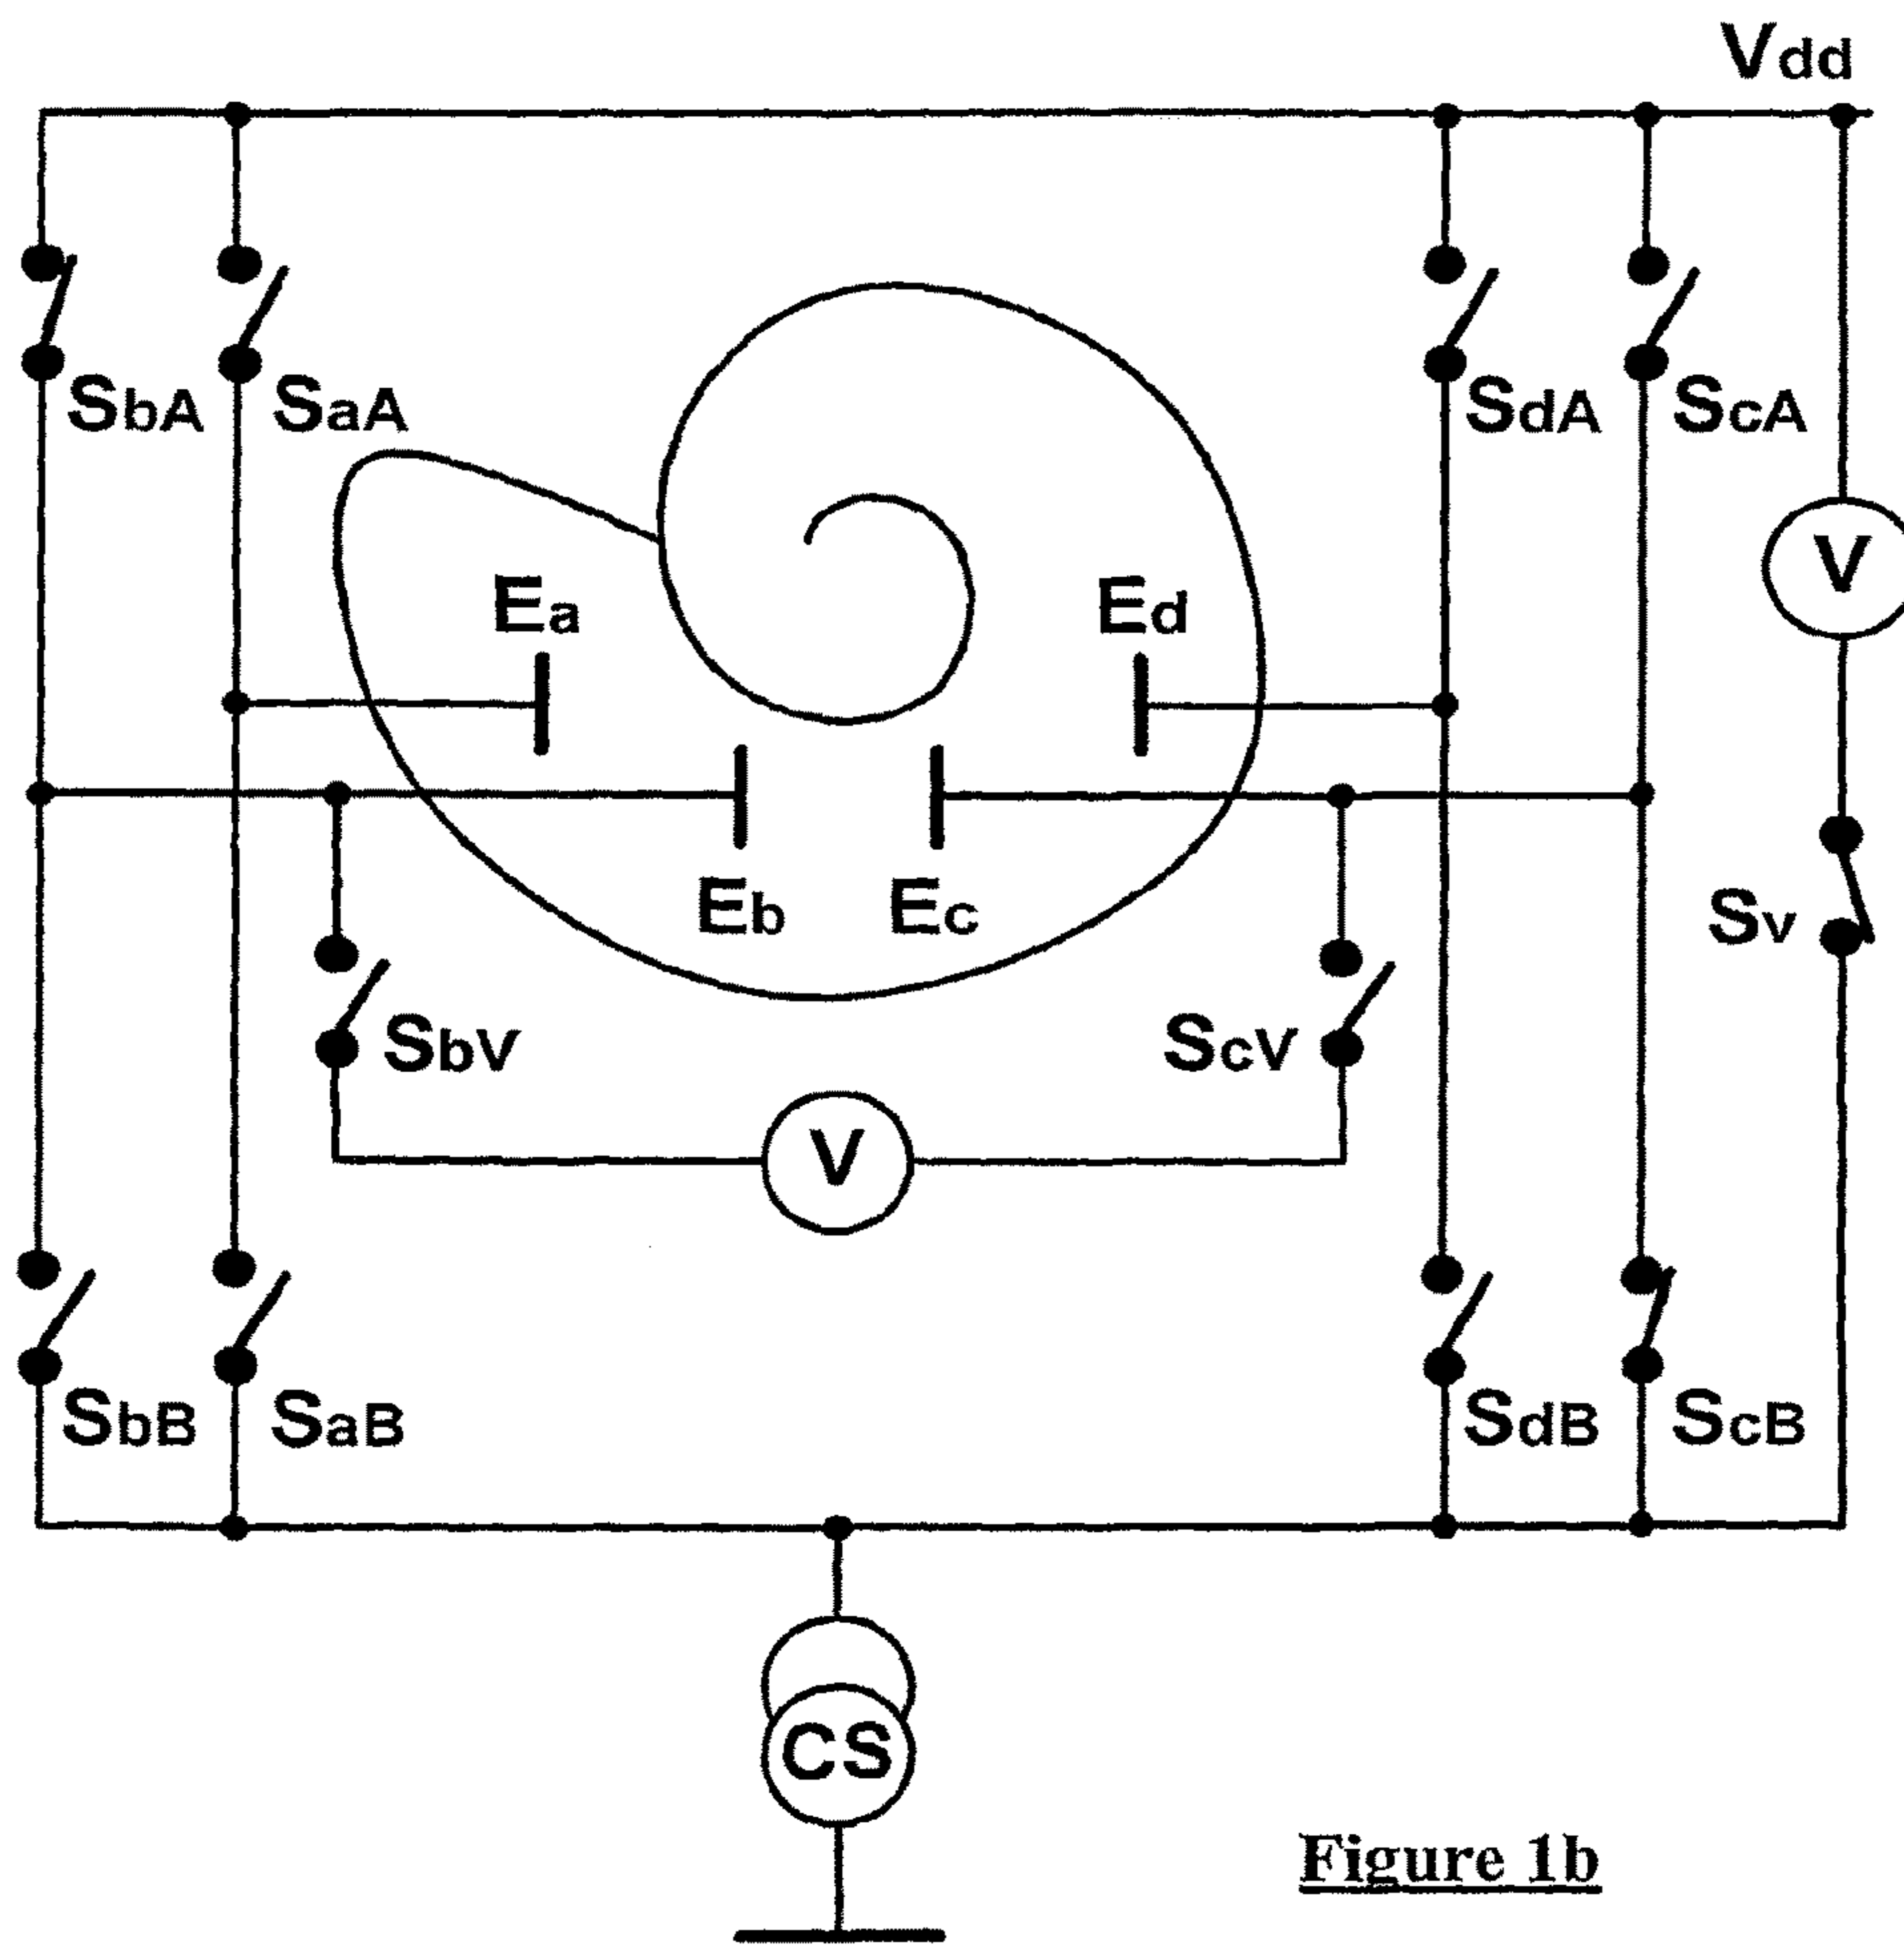 Vdd
SbA SaA SdA ScA
V
Ea Ed
Eb Ec
Sv
SbV ScV
V
SbB SaB SdB ScB
CS
Figure 1b